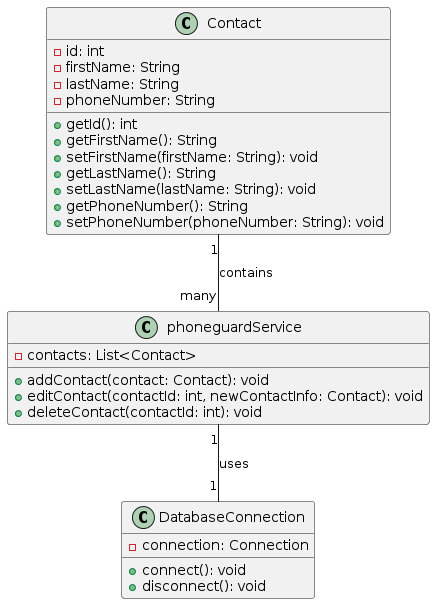 C Contact
id: int
firstName: String
lastName: String
phoneNumber: String
getId(): int
getFirstName(): String
setFirstName(firstName: String): void
getLastName(): String
setLastName(lastName: String): void
getPhoneNumber(): String
setPhoneNumber(phoneNumber: String): void
1
contains
many
C phoneguardService
contacts: List<Contact>
addContact(contact: Contact): void
editContact(contactId: int, newContactInfo: Contact): void
deleteContact(contactId: int): void
1
uses
1
C DatabaseConnection
connection: Connection
connect(): void
disconnect(): void